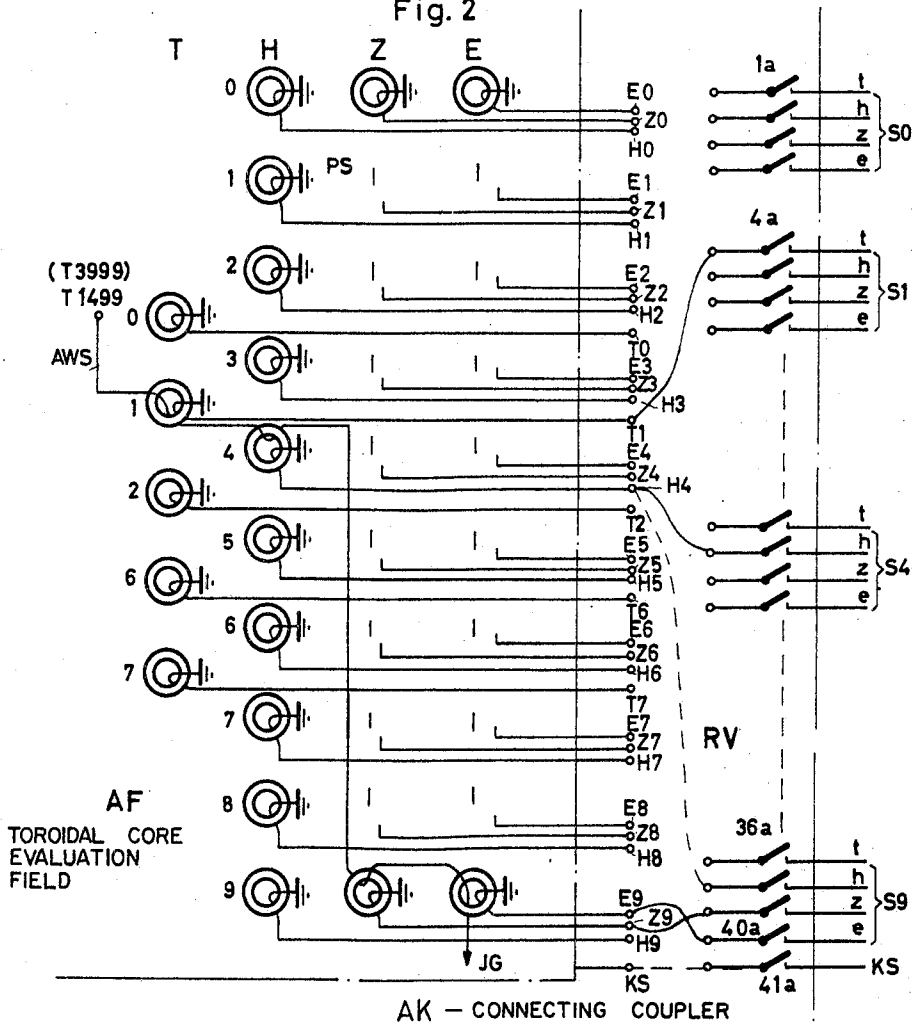 Fig. 2
T H Z E
1a
0
E0
Z0
H0
t
h
z
e
S0
1
PS
E1
Z1
H1
4a
t
h
z
e
S1
(T3999)
T1499
2
E2
Z2
H2
0
T0
AWS
3
E3
Z3
H3
1
T1
4
E4
Z4
H4
2
T2
t
h
z
e
S4
5
E5
Z5
H5
6
T6
6
E6
Z6
H6
7
T7
7
E7
Z7
H7
RV
AF
TOROIDAL CORE
EVALUATION
FIELD
8
E8
Z8
H8
36a
t
h
z
e
S9
9
E9
Z9
H9
40a
JG
KS
41a
KS
AK – CONNECTING COUPLER